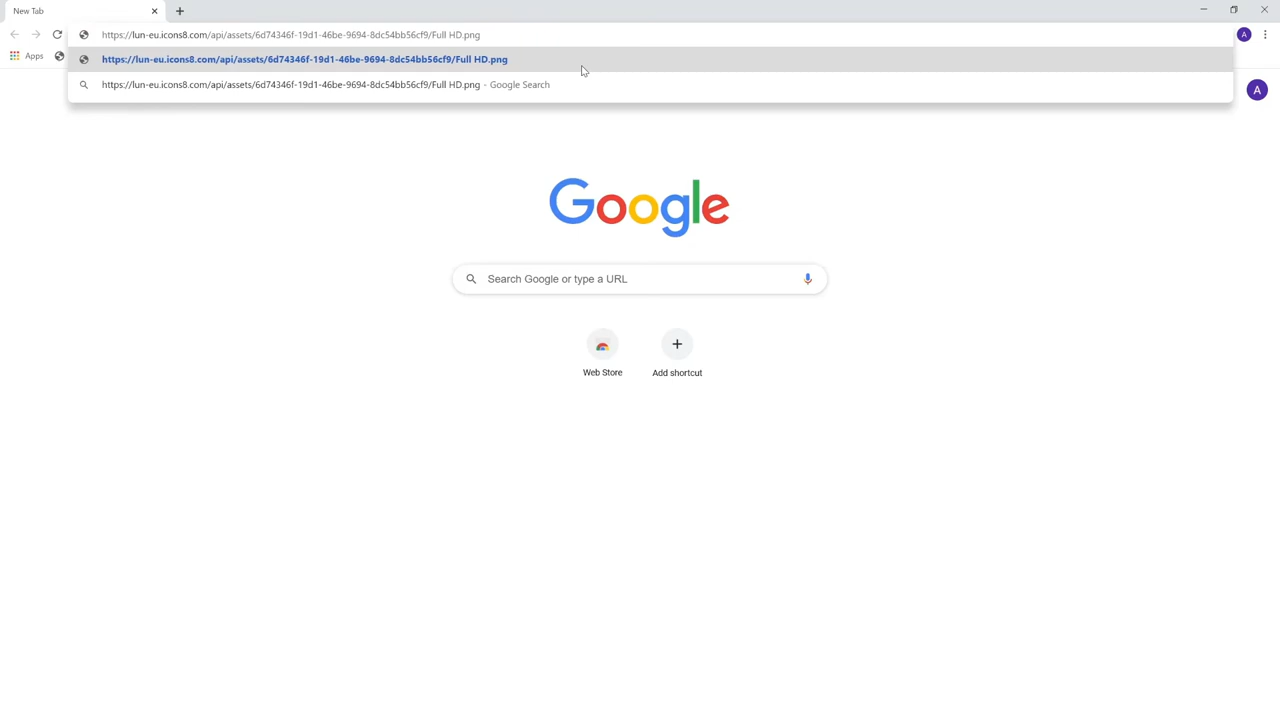 New Tab
https://lun-eu.icons8.com/api/assets/6d74346f-19d1-46be-9694-8dc54bb56cf9/Full HD.png
A
Apps
https://lun-eu.icons8.com/api/assets/6d74346f-19d1-46be-9694-8dc54bb56cf9/Full HD.png
https://lun-eu.icons8.com/api/assets/6d74346f-19d1-46be-9694-8dc54bb56cf9/Full HD.png - Google Search
A
Google
Search Google or type a URL
Web Store
Add shortcut